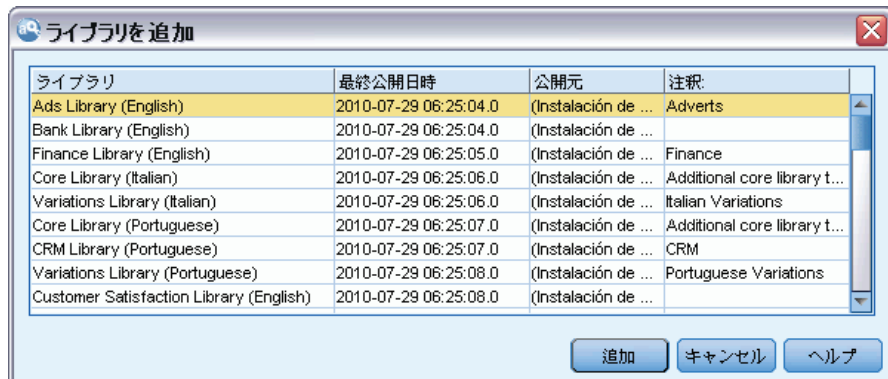 ライブラリを追加
ライブラリ 最終公開日時 公開元 注釈:
Ads Library (English) 2010-07-29 06:25:04.0 (Instalación de ... Adverts
Bank Library (English) 2010-07-29 06:25:04.0 (Instalación de ...
Finance Library (English) 2010-07-29 06:25:05.0 (Instalación de ... Finance
Core Library (Italian) 2010-07-29 06:25:06.0 (Instalación de ... Additional core library t...
Variations Library (Italian) 2010-07-29 06:25:06.0 (Instalación de ... Italian Variations
Core Library (Portuguese) 2010-07-29 06:25:07.0 (Instalación de ... Additional core library t...
CRM Library (Portuguese) 2010-07-29 06:25:07.0 (Instalación de ... CRM
Variations Library (Portuguese) 2010-07-29 06:25:08.0 (Instalación de ... Portuguese Variations
Customer Satisfaction Library (English) 2010-07-29 06:25:08.0 (Instalación de ...
追加 キャンセル ヘルプ